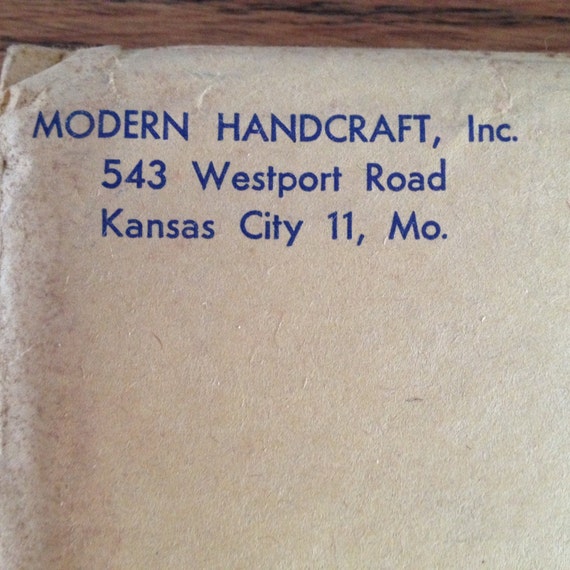 MODERN HANDCRAFT, Inc.
543 Westport Road
Kansas City 11, Mo.